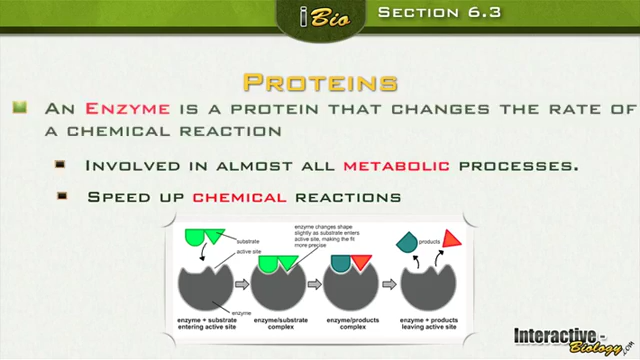 iBio
SECTION 6.3
PROTEINS
AN ENZYME IS A PROTEIN THAT CHANGES THE RATE OF
A CHEMICAL REACTION
INVOLVED IN ALMOST ALL METABOLIC PROCESSES.
SPEED UP CHEMICAL REACTIONS
substrate
active site
enzyme
enzyme changes shape
slightly as substrate enters
active site, making the fit
more precise
products
enzyme + substrate
entering active site
enzyme/substrate
complex
enzyme/products
complex
enzyme + products
leaving active site
Interactive-
Biology.com